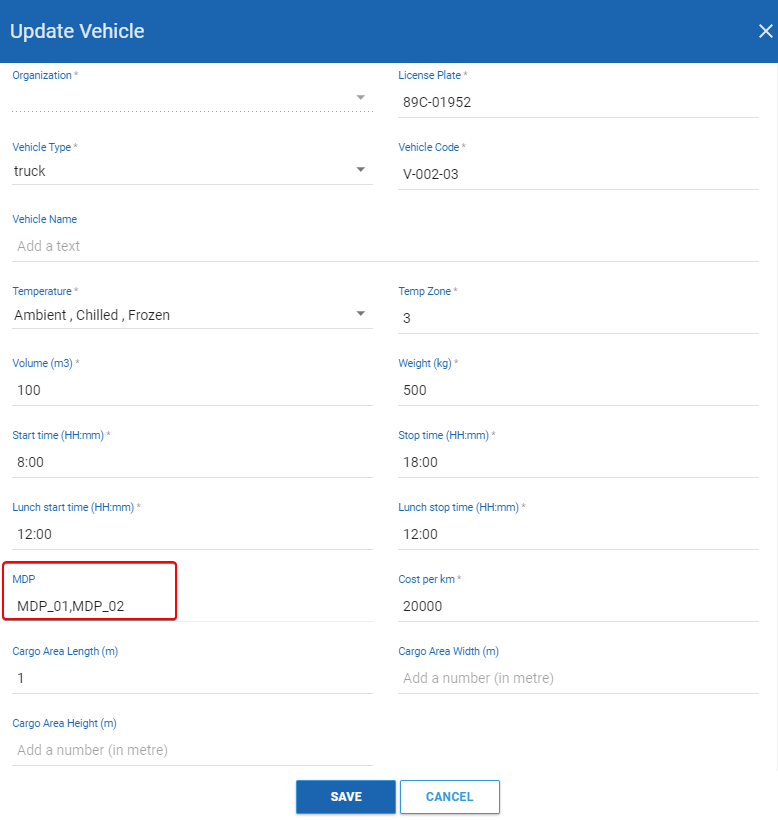 Update Vehicle
Organization *
License Plate *
89C-01952
Vehicle Type *
truck
Vehicle Code *
V-002-03
Vehicle Name
Add a text
Temperature *
Ambient , Chilled , Frozen
Temp Zone *
3
Volume (m3) *
100
Weight (kg) *
500
Start time (HH:mm) *
8:00
Stop time (HH:mm) *
18:00
Lunch start time (HH:mm) *
12:00
Lunch stop time (HH:mm) *
12:00
MDP
MDP_01,MDP_02
Cost per km *
20000
Cargo Area Length (m)
1
Cargo Area Width (m)
Add a number (in metre)
Cargo Area Height (m)
Add a number (in metre)
SAVE
CANCEL